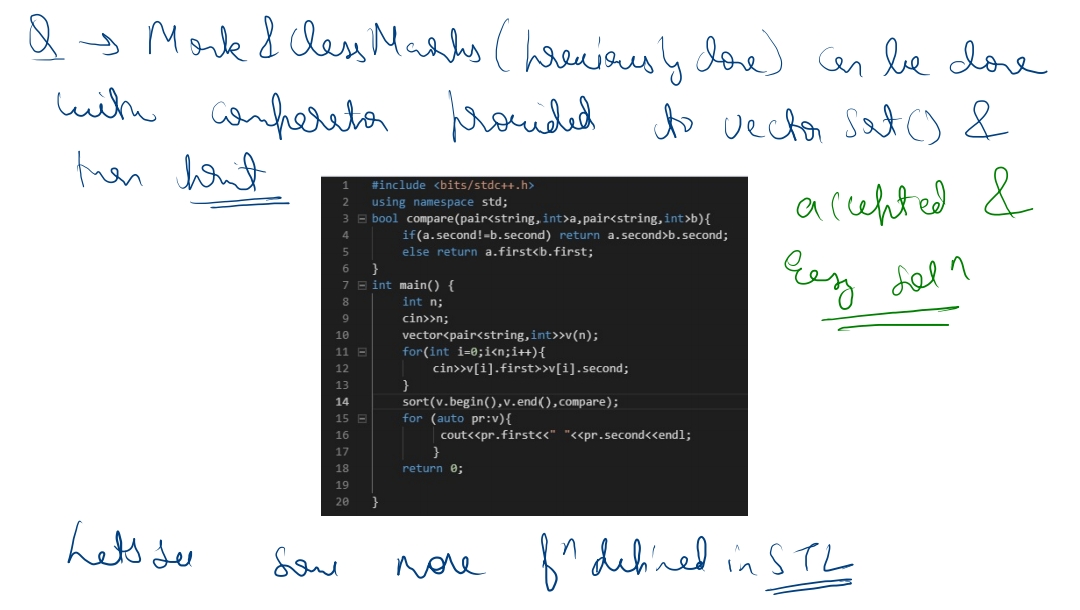 Q → Monk & Class Marks (previously done) can be done
with comparator provided to vector sort() &
then print
accepted &
Easy solⁿ
1 #include <bits/stdc++.h>
2 using namespace std;
3 bool compare(pair<string,int>a,pair<string,int>b){
4 if(a.second!=b.second) return a.second>b.second;
5 else return a.first<b.first;
6 }
7 int main() {
8 int n;
9 cin>>n;
10 vector<pair<string,int>>v(n);
11 for(int i=0;i<n;i++){
12 cin>>v[i].first>>v[i].second;
13 }
14 sort(v.begin(),v.end(),compare);
15 for (auto pr:v){
16 cout<<pr.first<<" "<<pr.second<<endl;
17 }
18 return 0;
19
20 }
Lets see some more fⁿ defined in STL